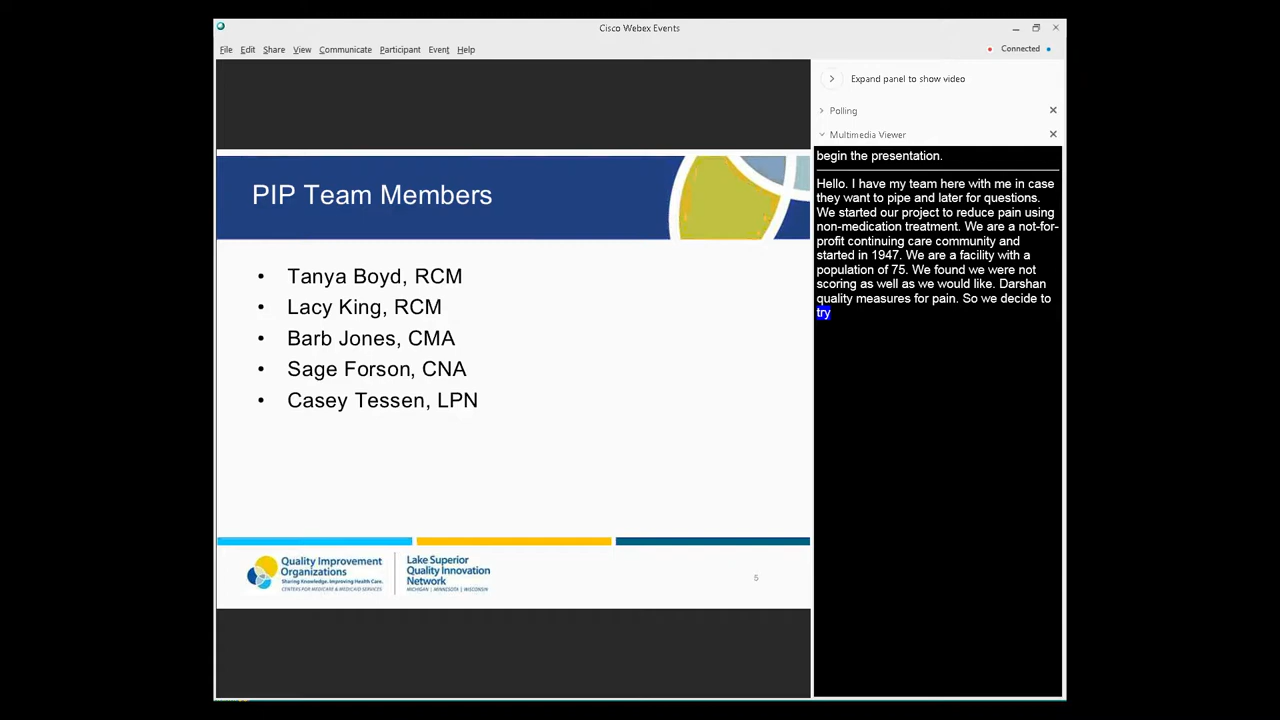 Cisco Webex Events
File Edit Share View Communicate Participant Event Help
Connected
Expand panel to show video
Polling
Multimedia Viewer
PIP Team Members
• Tanya Boyd, RCM
• Lacy King, RCM
• Barb Jones, CMA
• Sage Forson, CNA
• Casey Tessen, LPN
Quality Improvement
Organizations
Sharing Knowledge. Improving Health Care.
CENTERS FOR MEDICARE & MEDICAID SERVICES
Lake Superior
Quality Innovation
Network
MICHIGAN | MINNESOTA | WISCONSIN
5
begin the presentation.
Hello. I have my team here with me in case
they want to pipe and later for questions.
We started our project to reduce pain using
non-medication treatment. We are a not-for-
profit continuing care community and
started in 1947. We are a facility with a
population of 75. We found we were not
scoring as well as we would like. Darshan
quality measures for pain. So we decide to
try